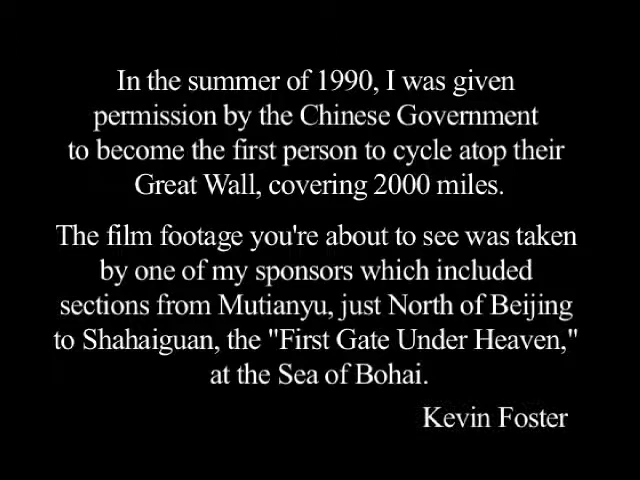 In the summer of 1990, I was given
permission by the Chinese Government
to become the first person to cycle atop their
Great Wall, covering 2000 miles.
The film footage you're about to see was taken
by one of my sponsors which included
sections from Mutianyu, just North of Beijing
to Shahaiguan, the "First Gate Under Heaven,"
at the Sea of Bohai.
Kevin Foster